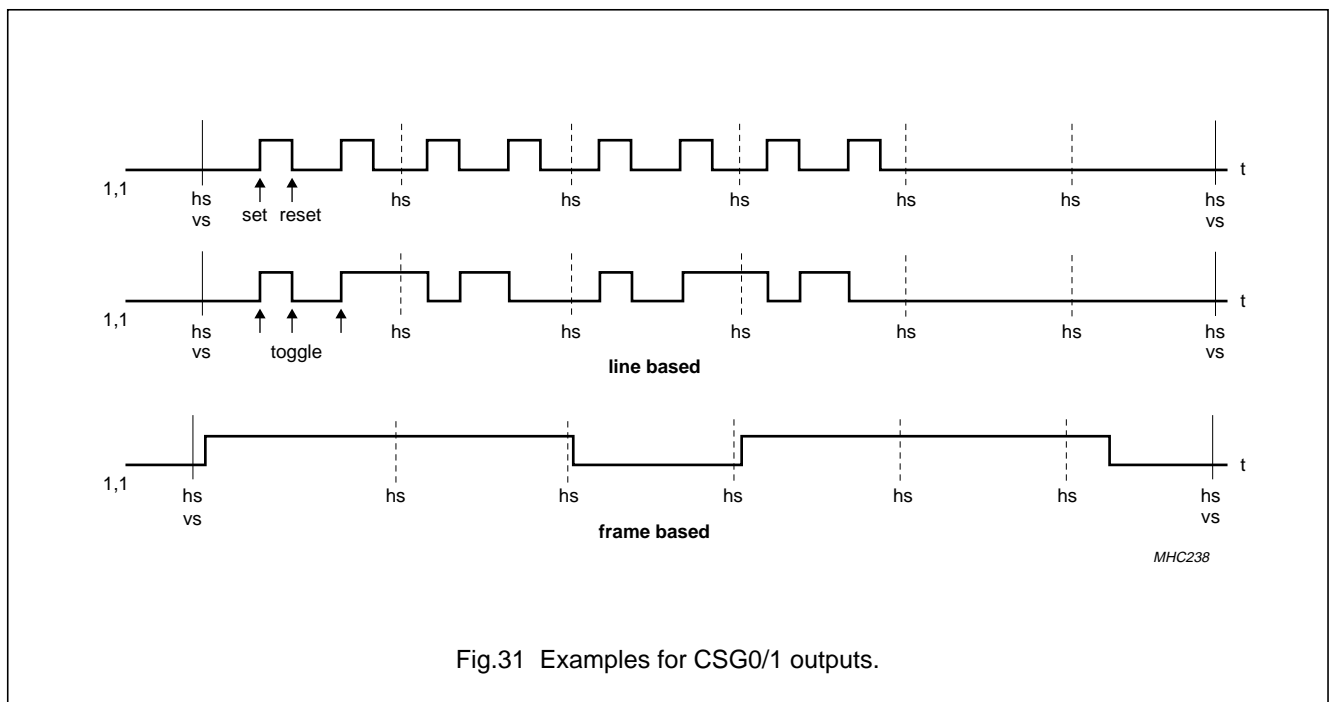 t
1,1
hs hs hs hs hs hs hs
vs set reset vs
t
1,1
hs hs hs hs hs hs hs
vs toggle vs
line based
t
1,1
hs hs hs hs hs hs hs
vs vs
frame based
MHC238
Fig.31 Examples for CSG0/1 outputs.